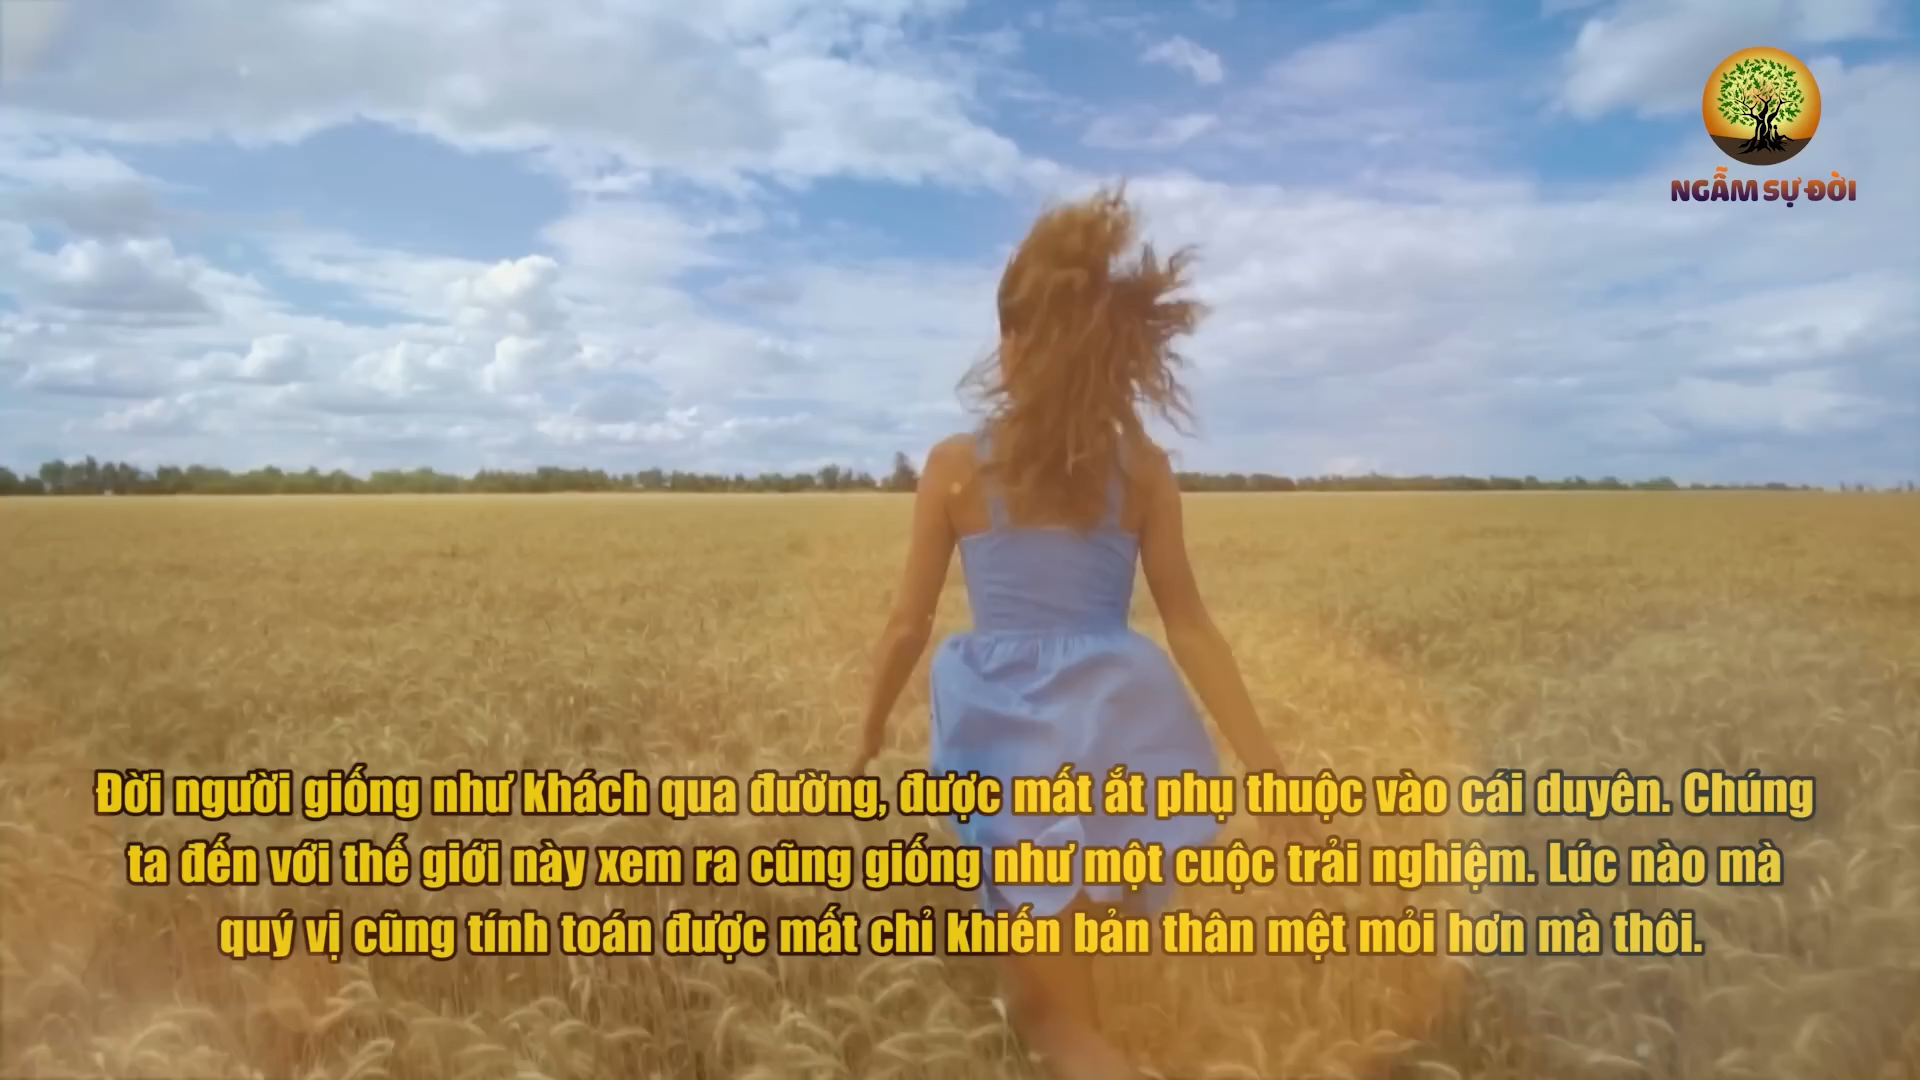 NGẪM SỰ ĐỜI
Đời người giống như khách qua đường, được mất ắt phụ thuộc vào cái duyên. Chúng
ta đến với thế giới này xem ra cũng giống như một cuộc trải nghiệm. Lúc nào mà
quý vị cũng tính toán được mất chỉ khiến bản thân mệt mỏi hơn mà thôi.